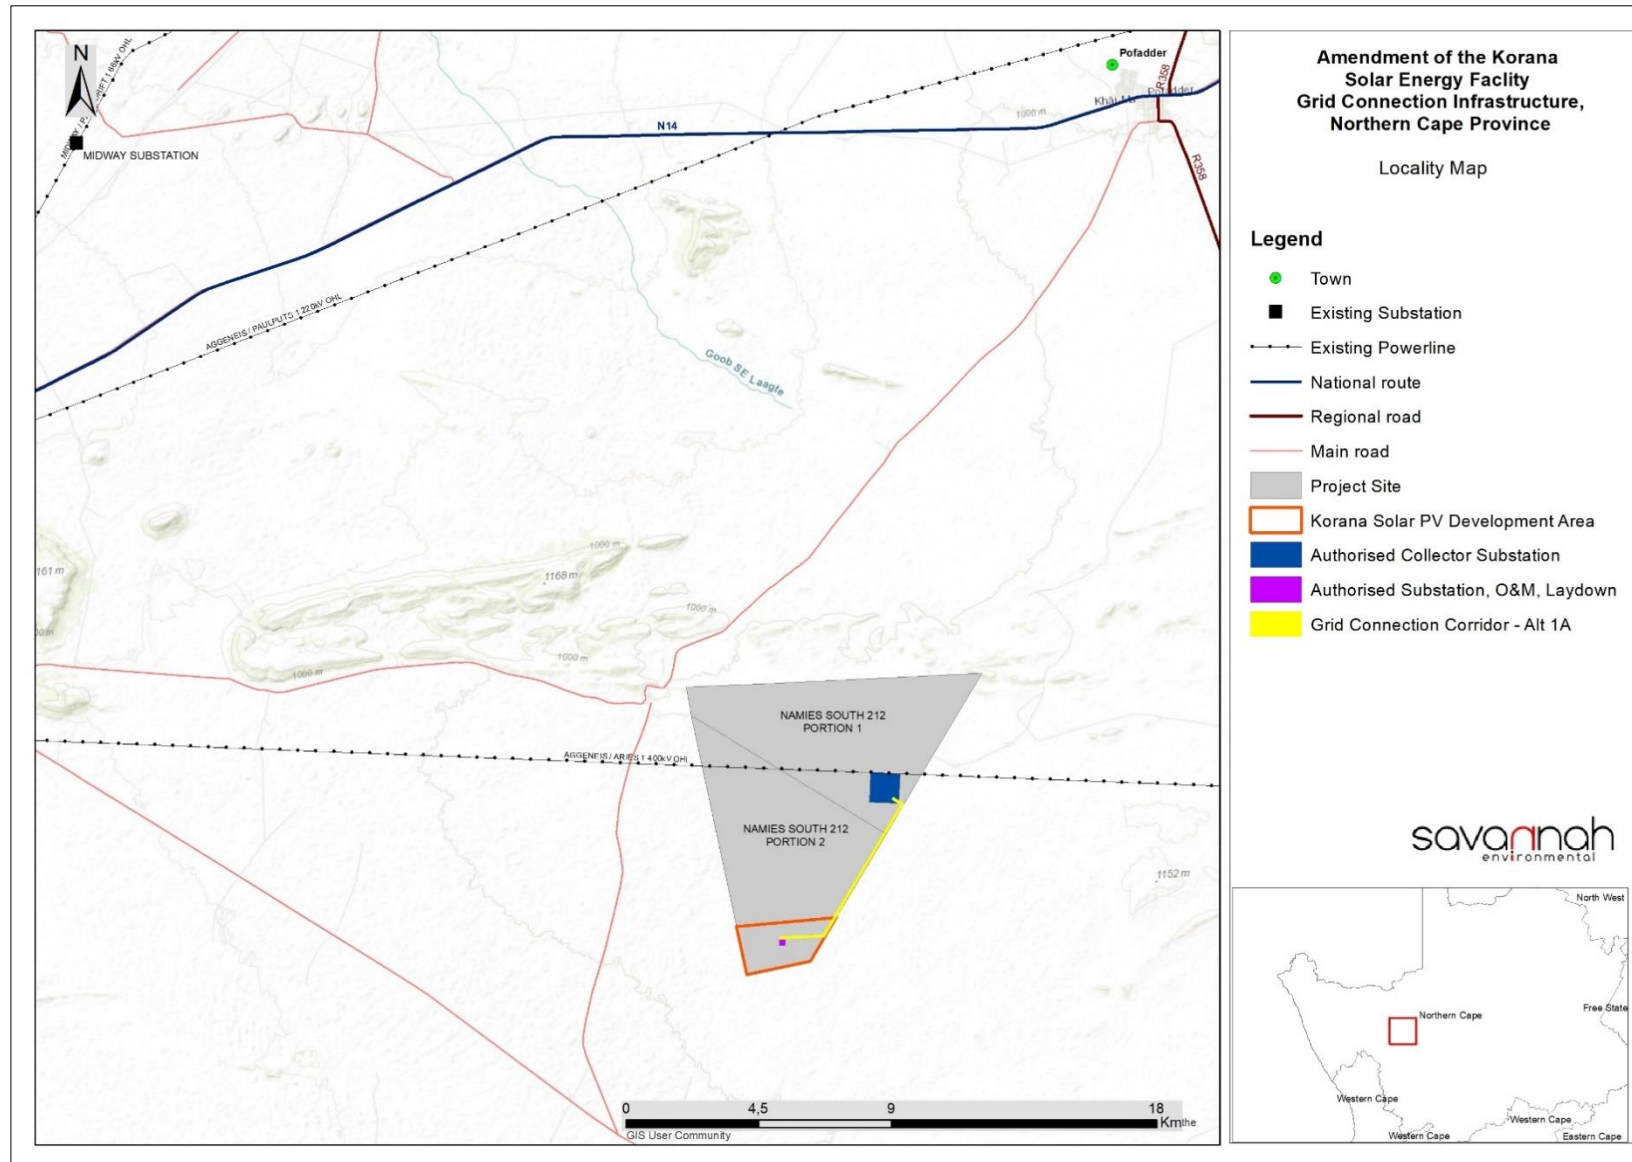 N
MIDWAY SUBSTATION
N14
Pofadder
Pofadder
R358
R358
1000 m
AGGENEIS / PAULPUTS 1 220kV OHL
Goob SE Laagte
1000 m
1168 m
1000 m
161 m
1000 m
1000 m
NAMIES SOUTH 212
PORTION 1
AGGENEIS / ARIES 1 400kV OHL
NAMIES SOUTH 212
PORTION 2
1152 m
0 4,5 9 18
Km the
GIS User Community
Amendment of the Korana
Solar Energy Faclity
Grid Connection Infrastructure,
Northern Cape Province
Locality Map
Legend
Town
Existing Substation
Existing Powerline
National route
Regional road
Main road
Project Site
Korana Solar PV Development Area
Authorised Collector Substation
Authorised Substation, O&M, Laydown
Grid Connection Corridor - Alt 1A
savannah
environmental
North West
Free State
Northern Cape
Western Cape
Western Cape
Western Cape
Eastern Cape